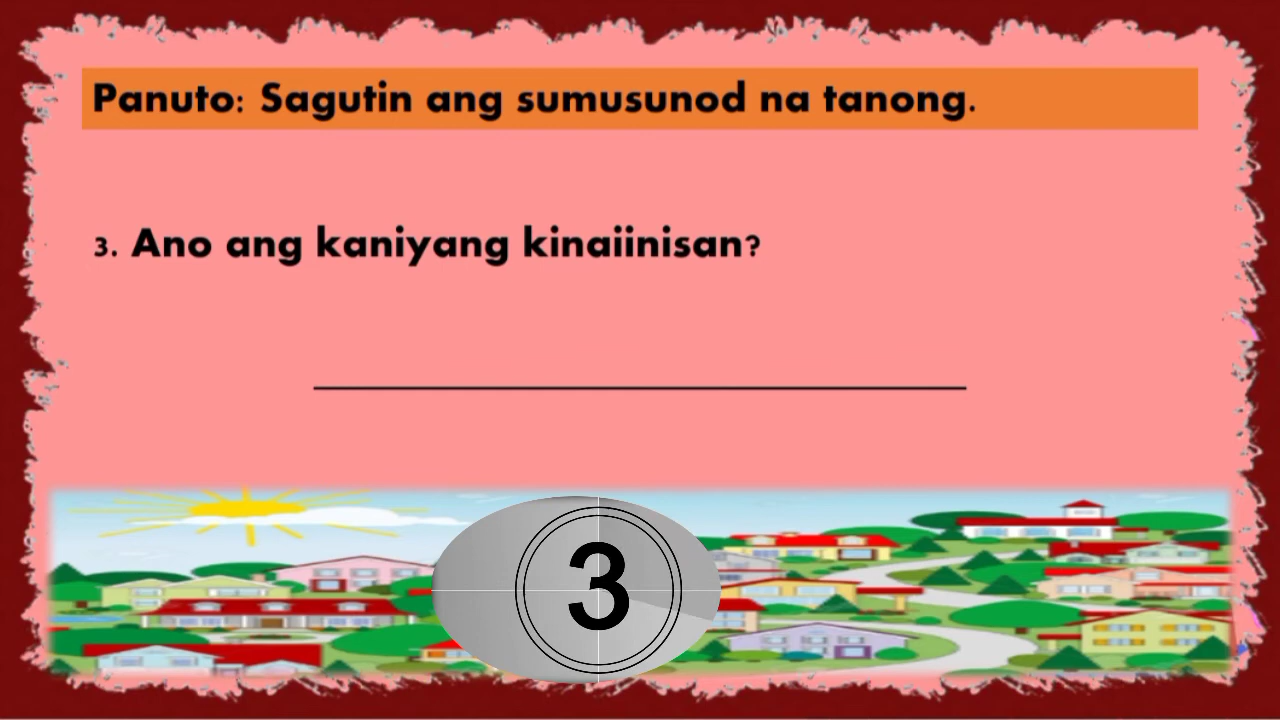 Panuto: Sagutin ang sumusunod na tanong.
3. Ano ang kaniyang kinaiinisan?
3